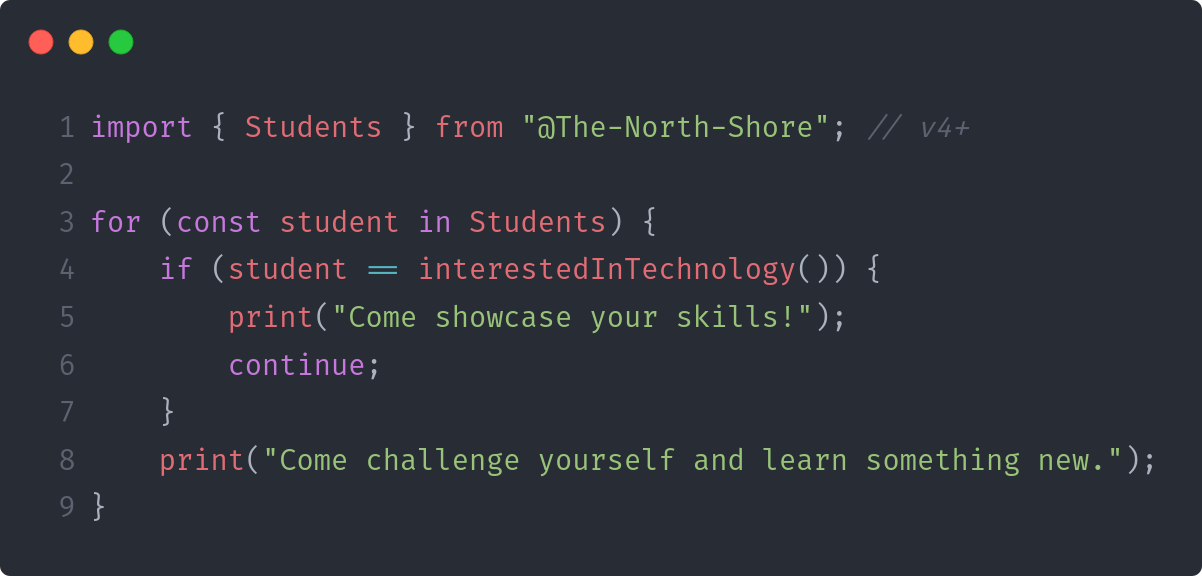 1 import { Students } from "@The-North-Shore"; // v4+
2
3 for (const student in Students) {
4     if (student == interestedInTechnology()) {
5         print("Come showcase your skills!");
6         continue;
7     }
8     print("Come challenge yourself and learn something new.");
9 }